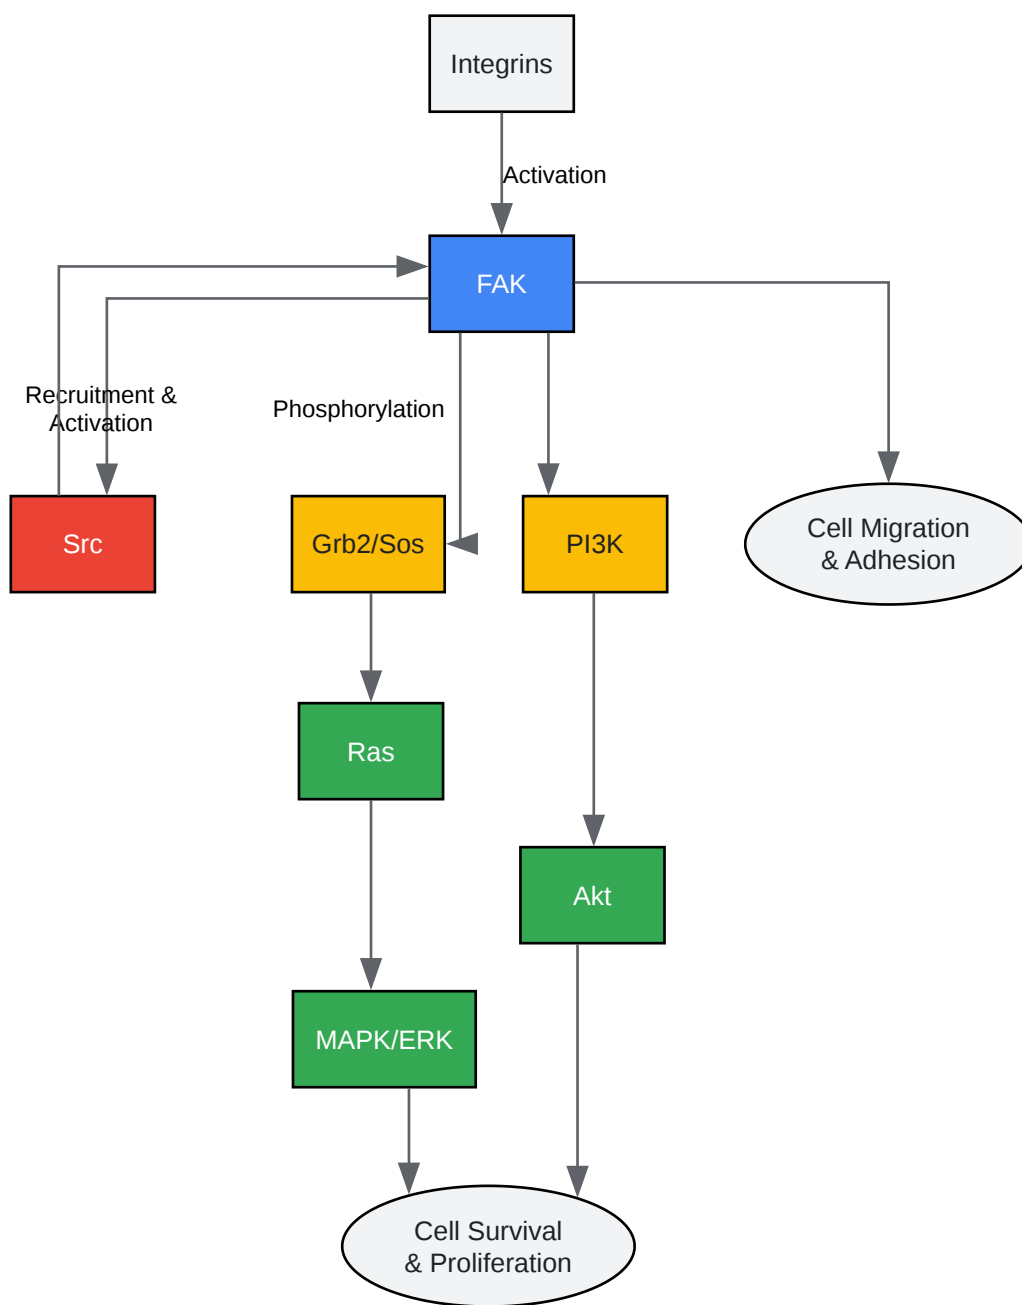 Integrins
Activation
FAK
Recruitment &
Activation
Phosphorylation
Src
Grb2/Sos
PI3K
Cell Migration
& Adhesion
Ras
Akt
MAPK/ERK
Cell Survival
& Proliferation